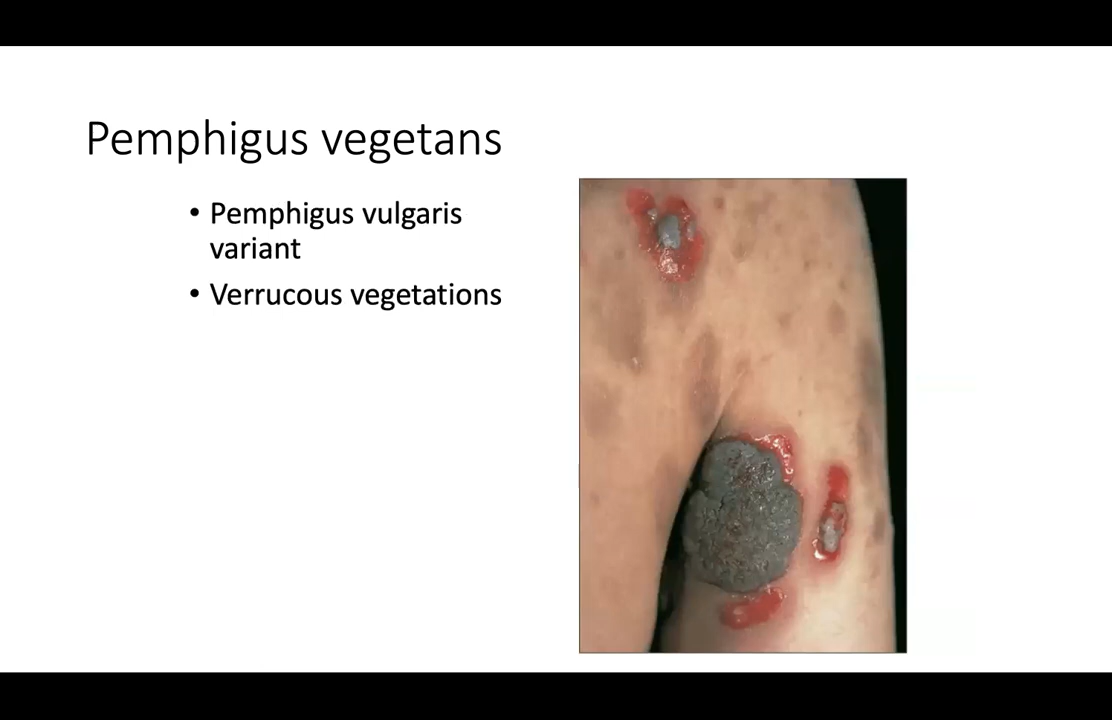 Pemphigus vegetans
• Pemphigus vulgaris
variant
• Verrucous vegetations